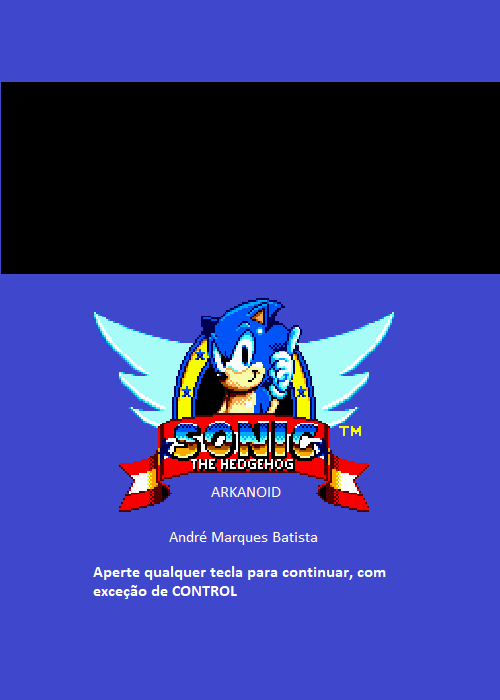 SONIC
TM
THE HEDGEHOG
ARKANOID
André Marques Batista
Aperte qualquer tecla para continuar, com
exceção de CONTROL